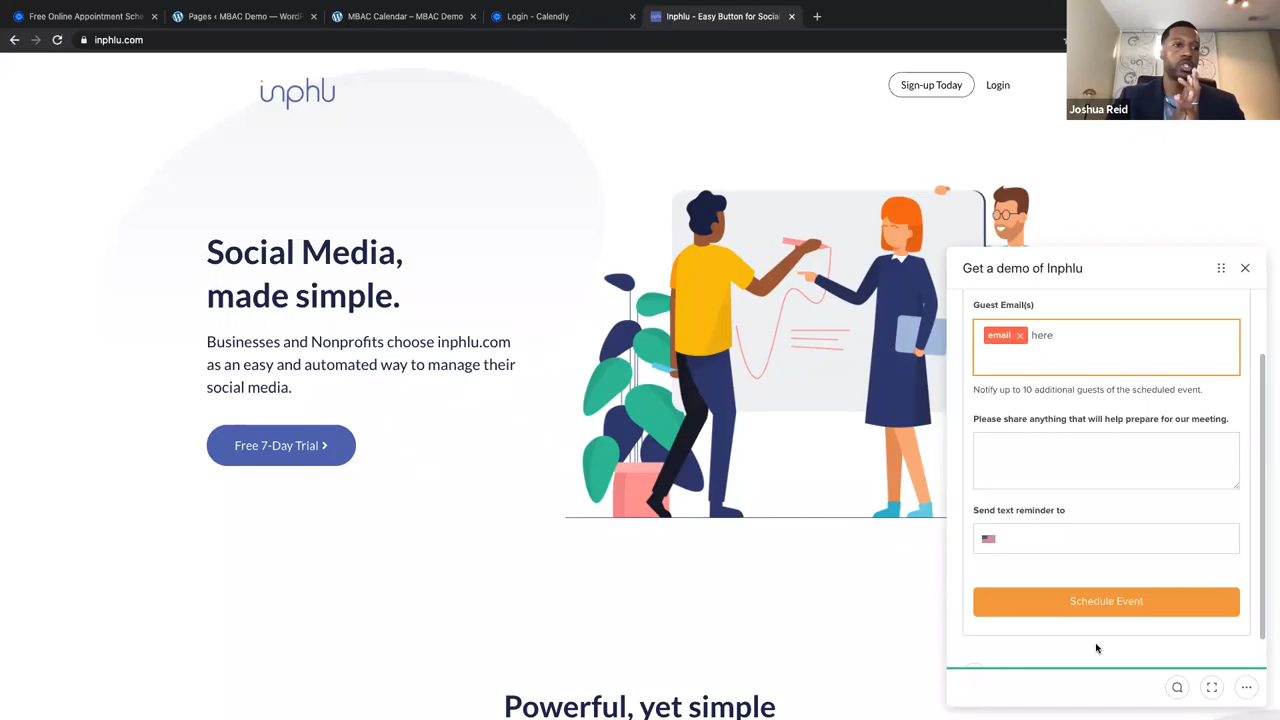 Free Online Appointment Sche
Pages ‹ MBAC Demo — WordP
MBAC Calendar – MBAC Demo
Login - Calendly
Inphlu - Easy Button for Social
inphlu.com
inphlu
Sign-up Today
Login
Joshua Reid
Social Media,
made simple.
Businesses and Nonprofits choose inphlu.com
as an easy and automated way to manage their
social media.
Free 7-Day Trial
Get a demo of Inphlu
Guest Email(s)
email × here
Notify up to 10 additional guests of the scheduled event.
Please share anything that will help prepare for our meeting.
Send text reminder to
Schedule Event
Powerful, yet simple